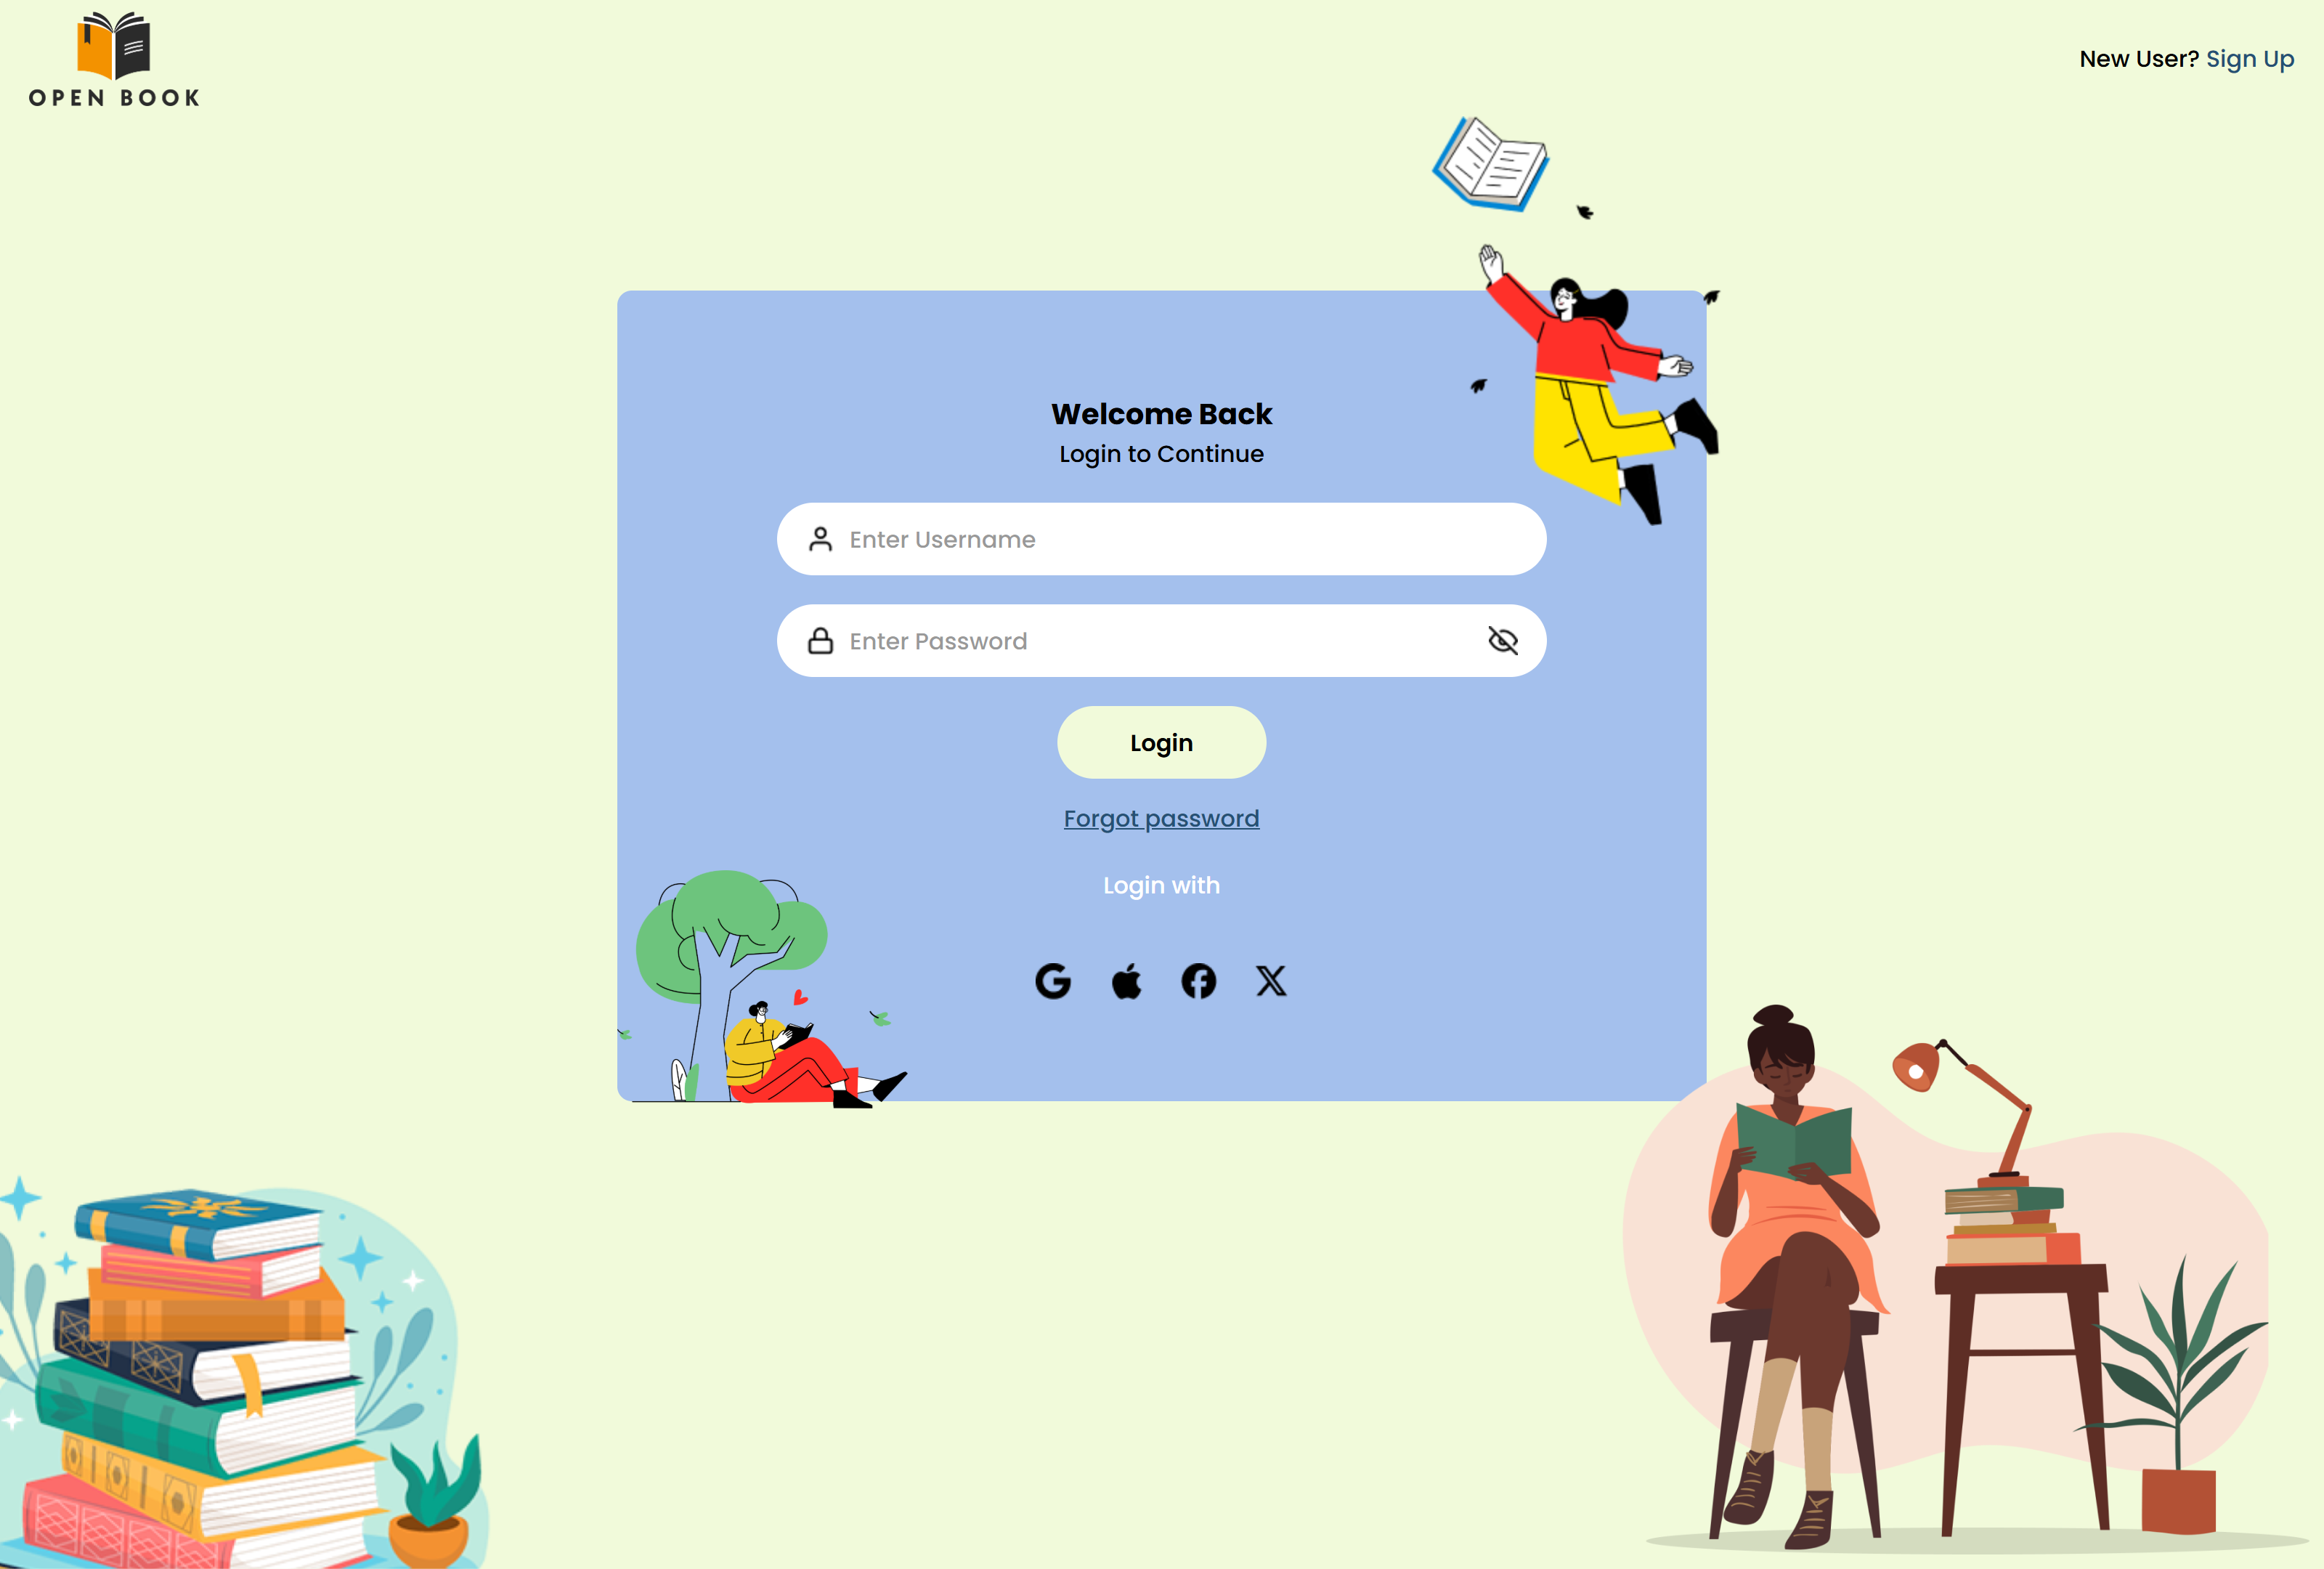 OPEN BOOK
New User? Sign Up
Welcome Back
Login to Continue
Enter Username
Enter Password
Login
Forgot password
Login with